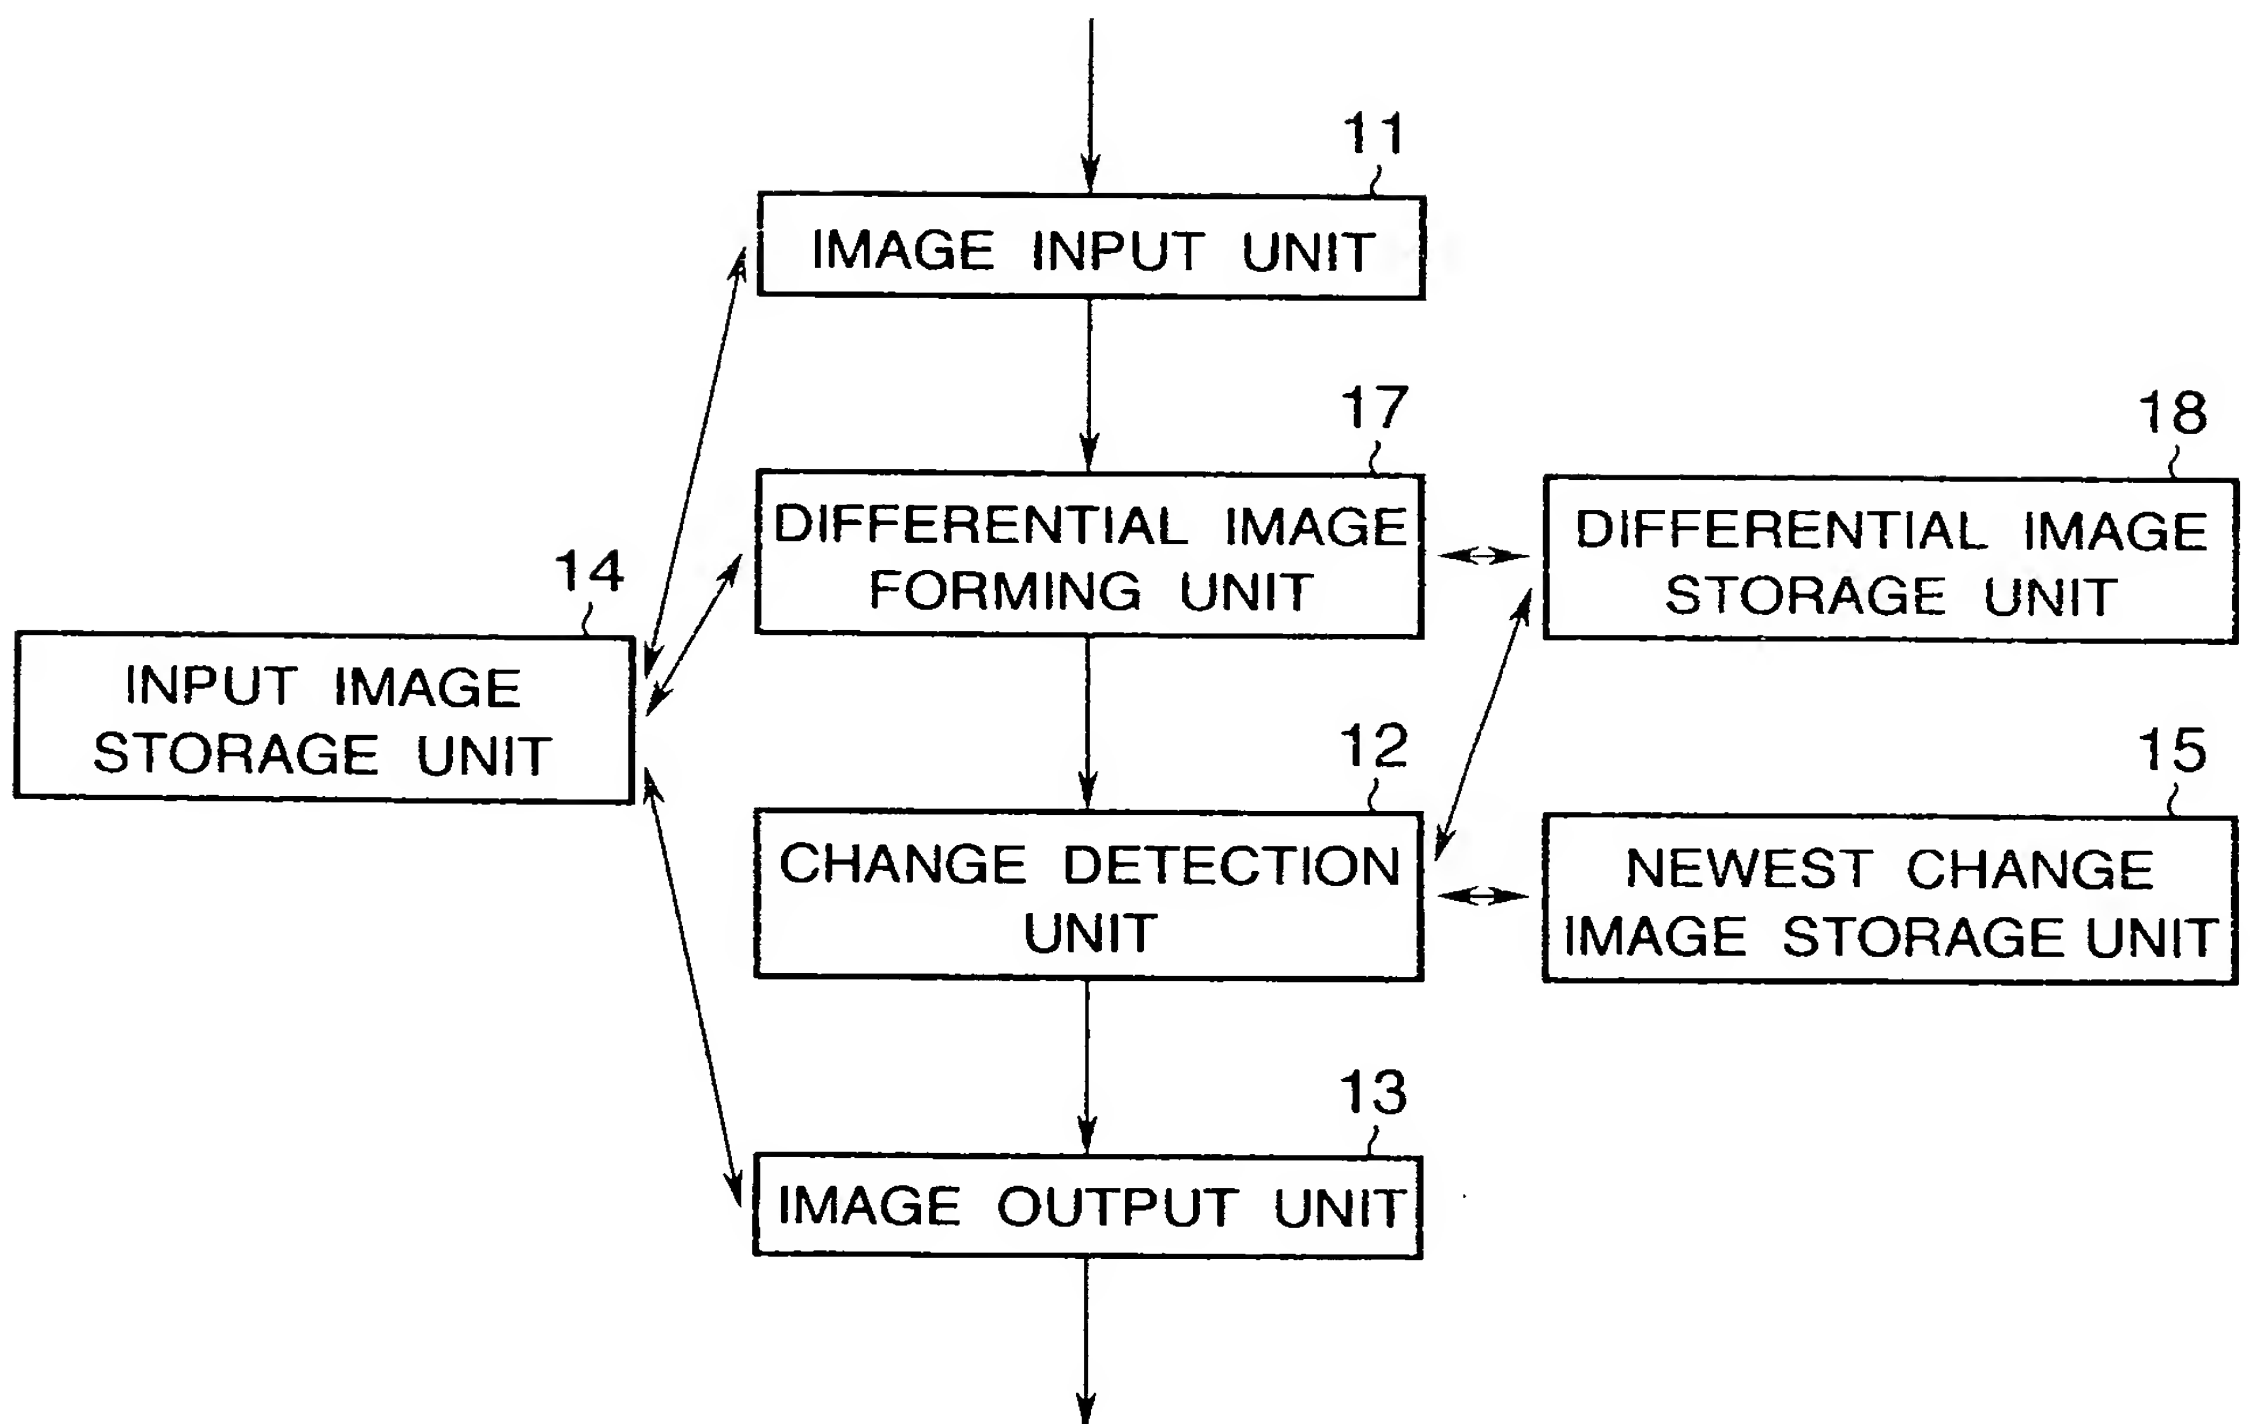 11
IMAGE INPUT UNIT
17
DIFFERENTIAL IMAGE
FORMING UNIT
18
DIFFERENTIAL IMAGE
STORAGE UNIT
14
INPUT IMAGE
STORAGE UNIT
12
CHANGE DETECTION
UNIT
15
NEWEST CHANGE
IMAGE STORAGE UNIT
13
IMAGE OUTPUT UNIT